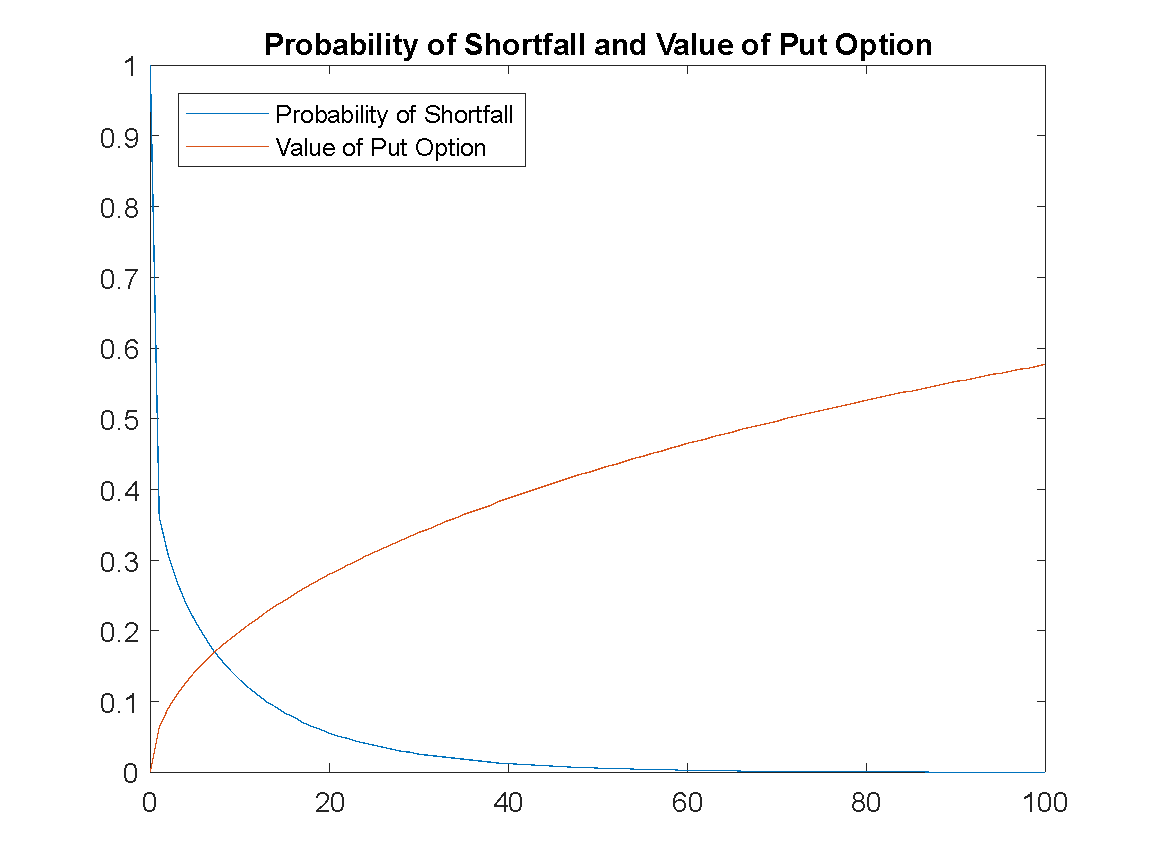 Probability of Shortfall and Value of Put Option
1
0.9
0.8
0.7
0.6
0.5
0.4
0.3
0.2
0.1
0
Probability of Shortfall
Value of Put Option
0 20 40 60 80 100